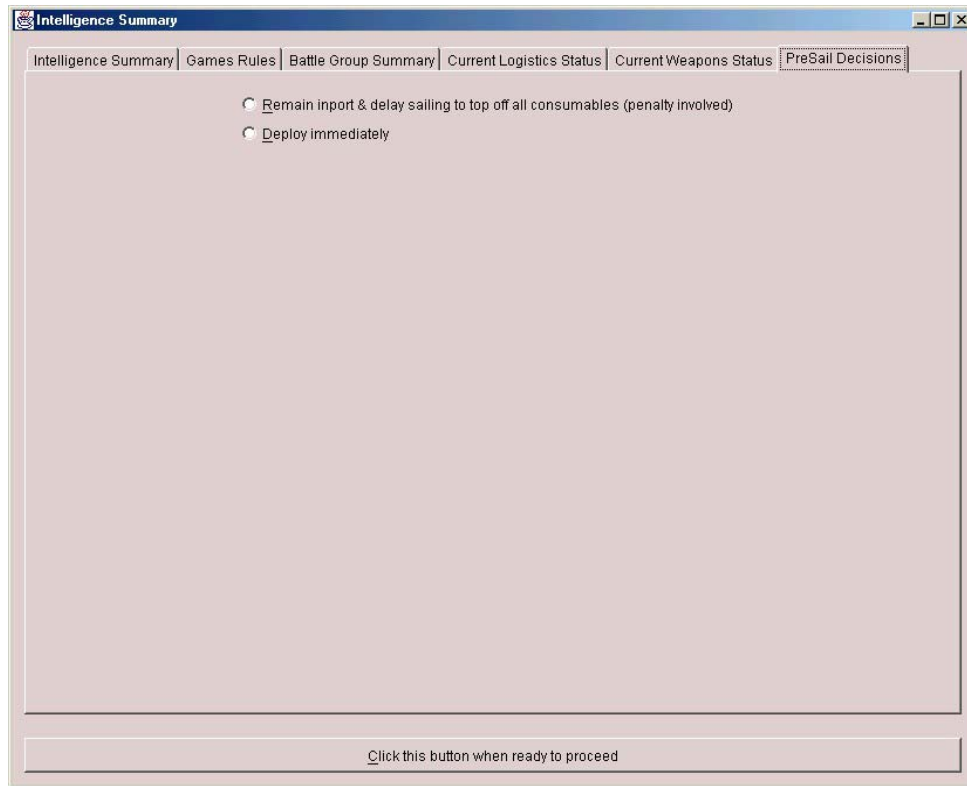 Intelligence Summary
Intelligence Summary Games Rules Battle Group Summary Current Logistics Status Current Weapons Status PreSail Decisions
Remain inport & delay sailing to top off all consumables (penalty involved)
Deploy immediately
Click this button when ready to proceed